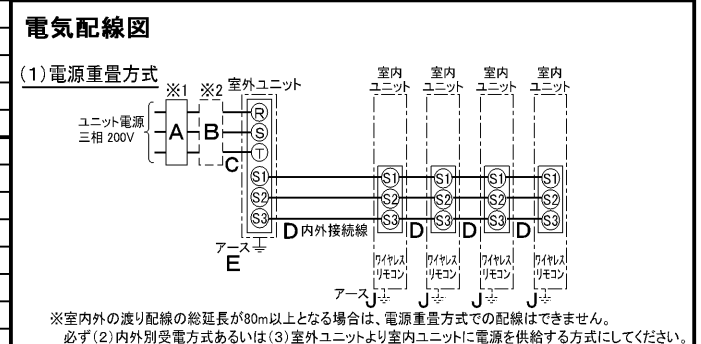 電気配線図
(1)電源重畳方式
※1 ※2 室外ユニット
室内 室内 室内 室内
ユニット ユニット ユニット ユニット
ユニット電源
三相 200V
A B
R
S
T
C
S1 S1 S1 S1 S1
S2 S2 S2 S2 S2
S3 S3 S3 S3 S3
D 内外接続線 D D D
アース
E
ワイヤレス ワイヤレス ワイヤレス ワイヤレス
リモコン リモコン リモコン リモコン
アース J J J J
※室内外の渡り配線の総延長が80m以上となる場合は、電源重畳方式での配線はできません。
必ず(2)内外別受電方式あるいは(3)室外ユニットより室内ユニットに電源を供給する方式にしてください。